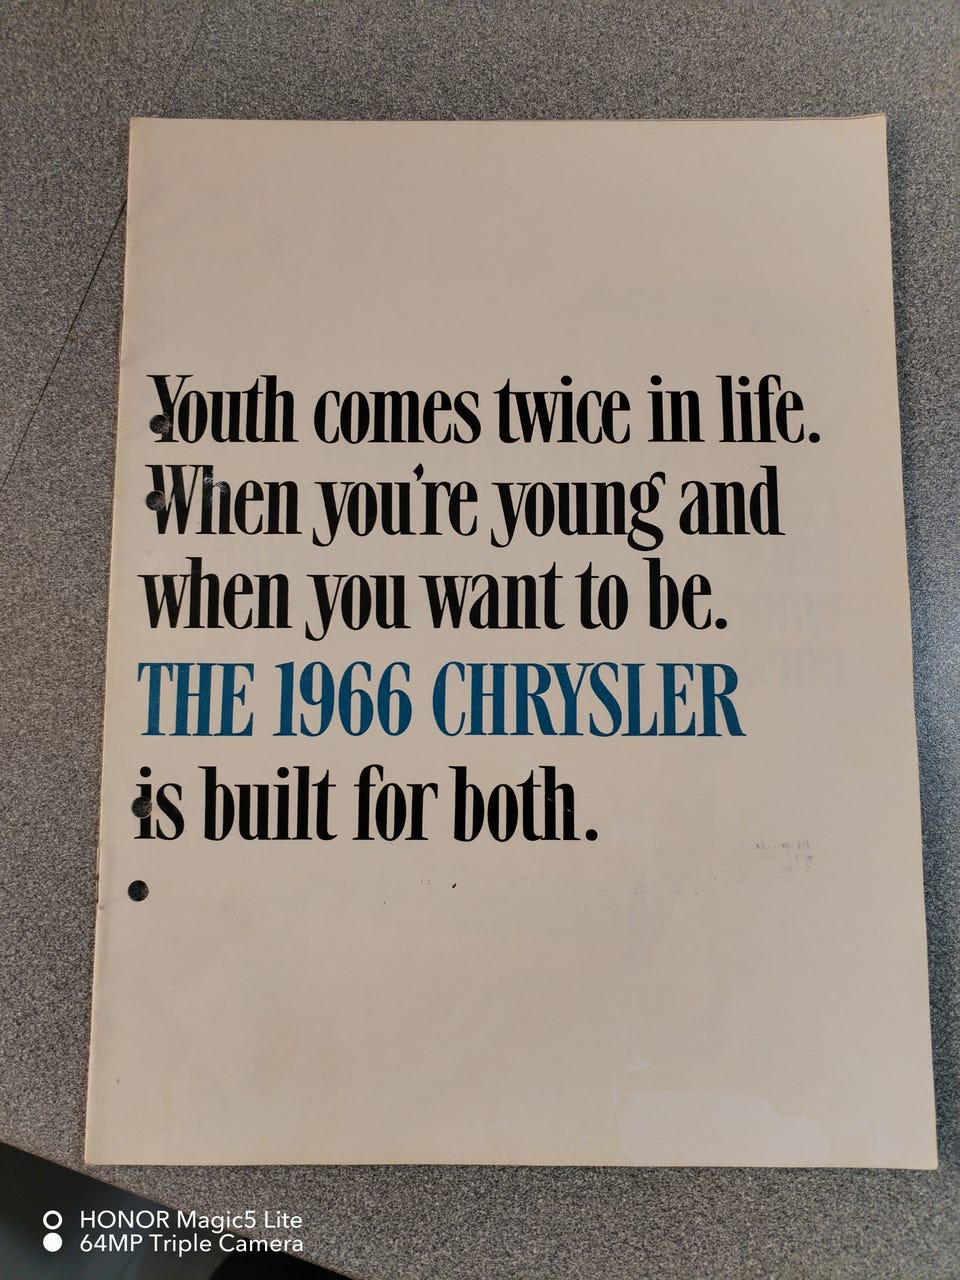 Youth comes twice in life.
When you're young and
when you want to be.
THE 1966 CHRYSLER
is built for both.
HONOR Magic5 Lite
64MP Triple Camera